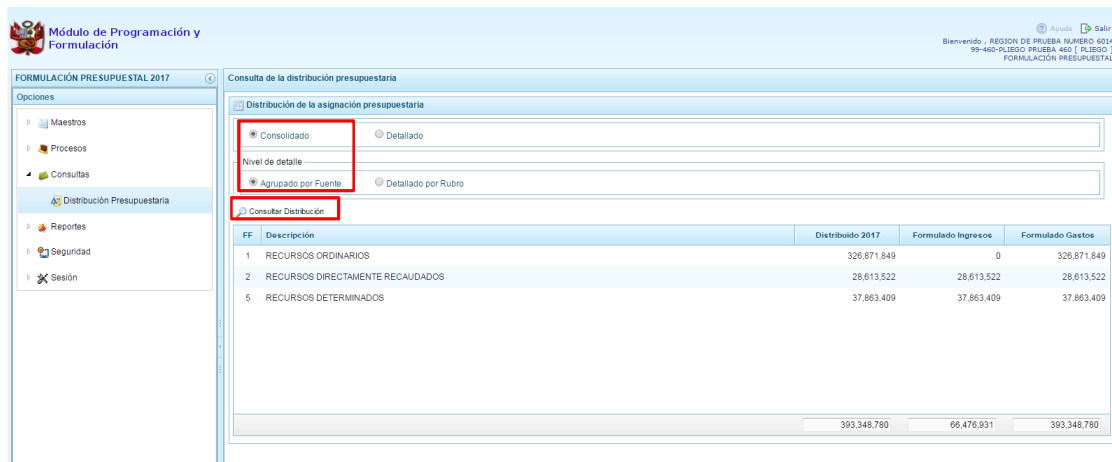 Módulo de Programación y
Formulación
Ayuda Salir
Bienvenido , REGION DE PRUEBA NUMERO 6014
99-460-PLIEGO PRUEBA 460 [ PLIEGO ]
FORMULACIÓN PRESUPUESTAL
FORMULACIÓN PRESUPUESTAL 2017
Opciones
Maestros
Procesos
Consultas
Distribución Presupuestaria
Reportes
Seguridad
Sesión
Consulta de la distribución presupuestaria
Distribución de la asignación presupuestaria
Consolidado Detallado
Nivel de detalle
Agrupado por Fuente Detallado por Rubro
Consultar Distribución
FF Descripción Distribuido 2017 Formulado Ingresos Formulado Gastos
1 RECURSOS ORDINARIOS 326,871,849 0 326,871,849
2 RECURSOS DIRECTAMENTE RECAUDADOS 28,613,522 28,613,522 28,613,522
5 RECURSOS DETERMINADOS 37,863,409 37,863,409 37,863,409
393,348,780 66,476,931 393,348,780